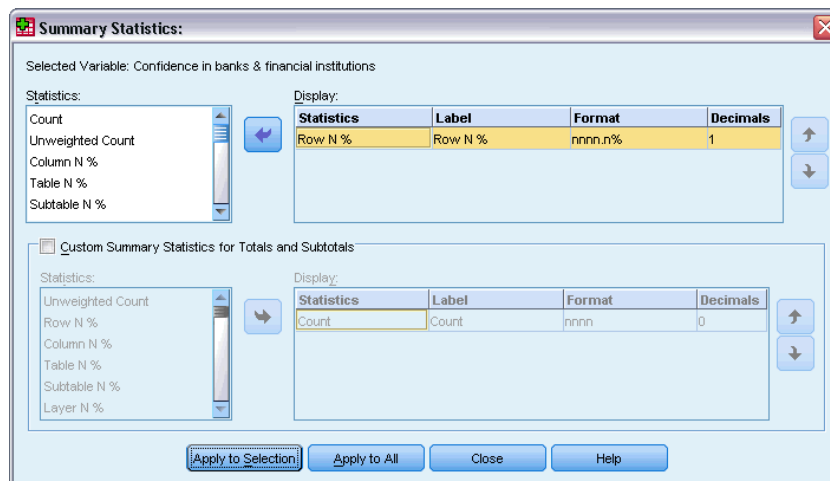 Summary Statistics:
Selected Variable: Confidence in banks & financial institutions
Statistics:
Count
Unweighted Count
Column N %
Table N %
Subtable N %
Display:
Statistics Label Format Decimals
Row N % Row N % nnnn.n% 1
Custom Summary Statistics for Totals and Subtotals
Statistics:
Unweighted Count
Row N %
Column N %
Table N %
Subtable N %
Layer N %
Display:
Statistics Label Format Decimals
Count Count nnnn 0
Apply to Selection Apply to All Close Help